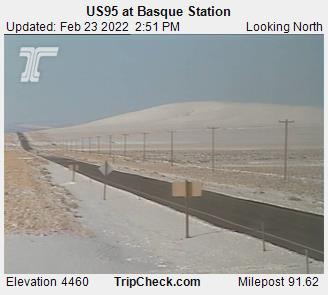 US95 at Basque Station
Updated: Feb 23 2022 2:51 PM Looking North
Elevation 4460 TripCheck.com Milepost 91.62